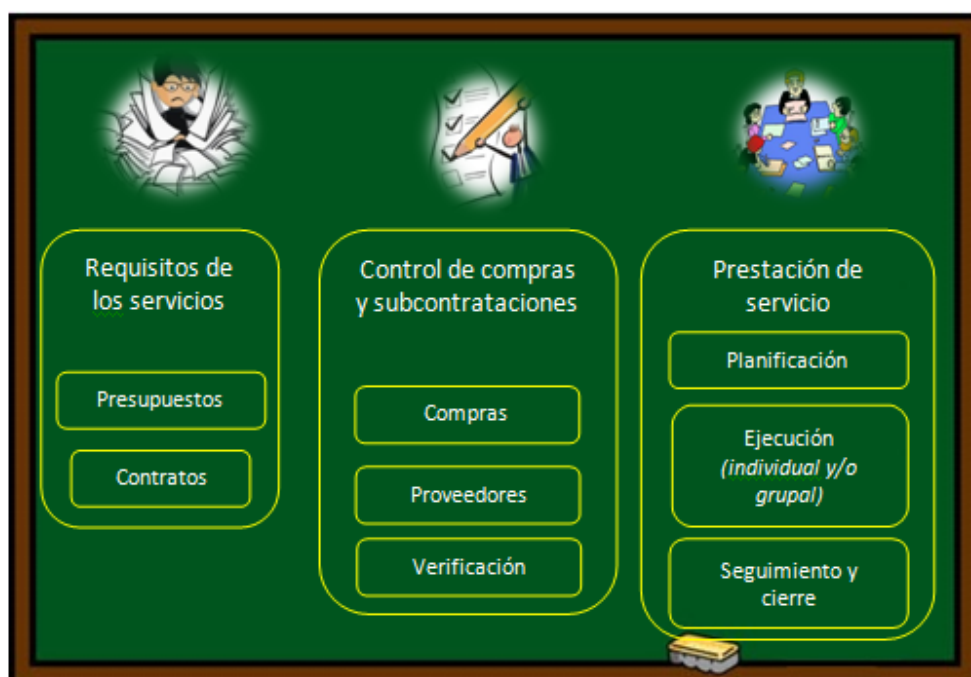 Requisitos de
los servicios
Presupuestos
Contratos
Control de compras
y subcontrataciones
Compras
Proveedores
Verificación
Prestación de
servicio
Planificación
Ejecución
(individual y/o
grupal)
Seguimiento y
cierre